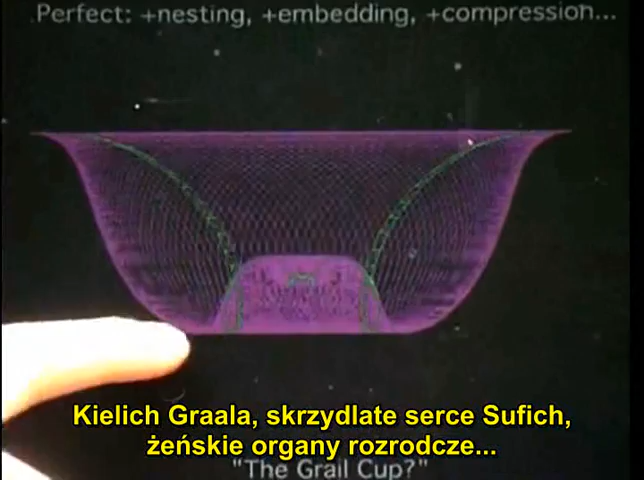 Perfect: +nesting, +embedding, +compression...
Kielich Graala, skrzydlate serce Sufich,
żeńskie organy rozrodcze...
"The Grail Cup?"